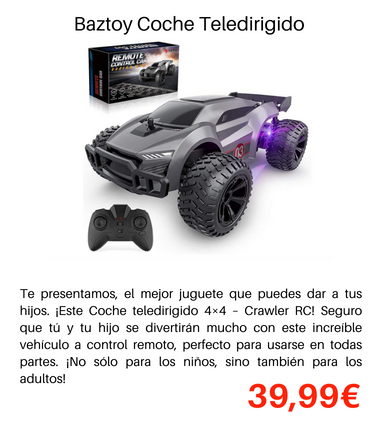 Baztoy Coche Teledirigido
REMOTE
CONTROL CAR
Te presentamos, el mejor juguete que puedes dar a tus
hijos. ¡Este Coche teledirigido 4×4 – Crawler RC! Seguro
que tú y tu hijo se divertirán mucho con este increíble
vehículo a control remoto, perfecto para usarse en todas
partes. ¡No sólo para los niños, sino también para los
adultos!
39,99€